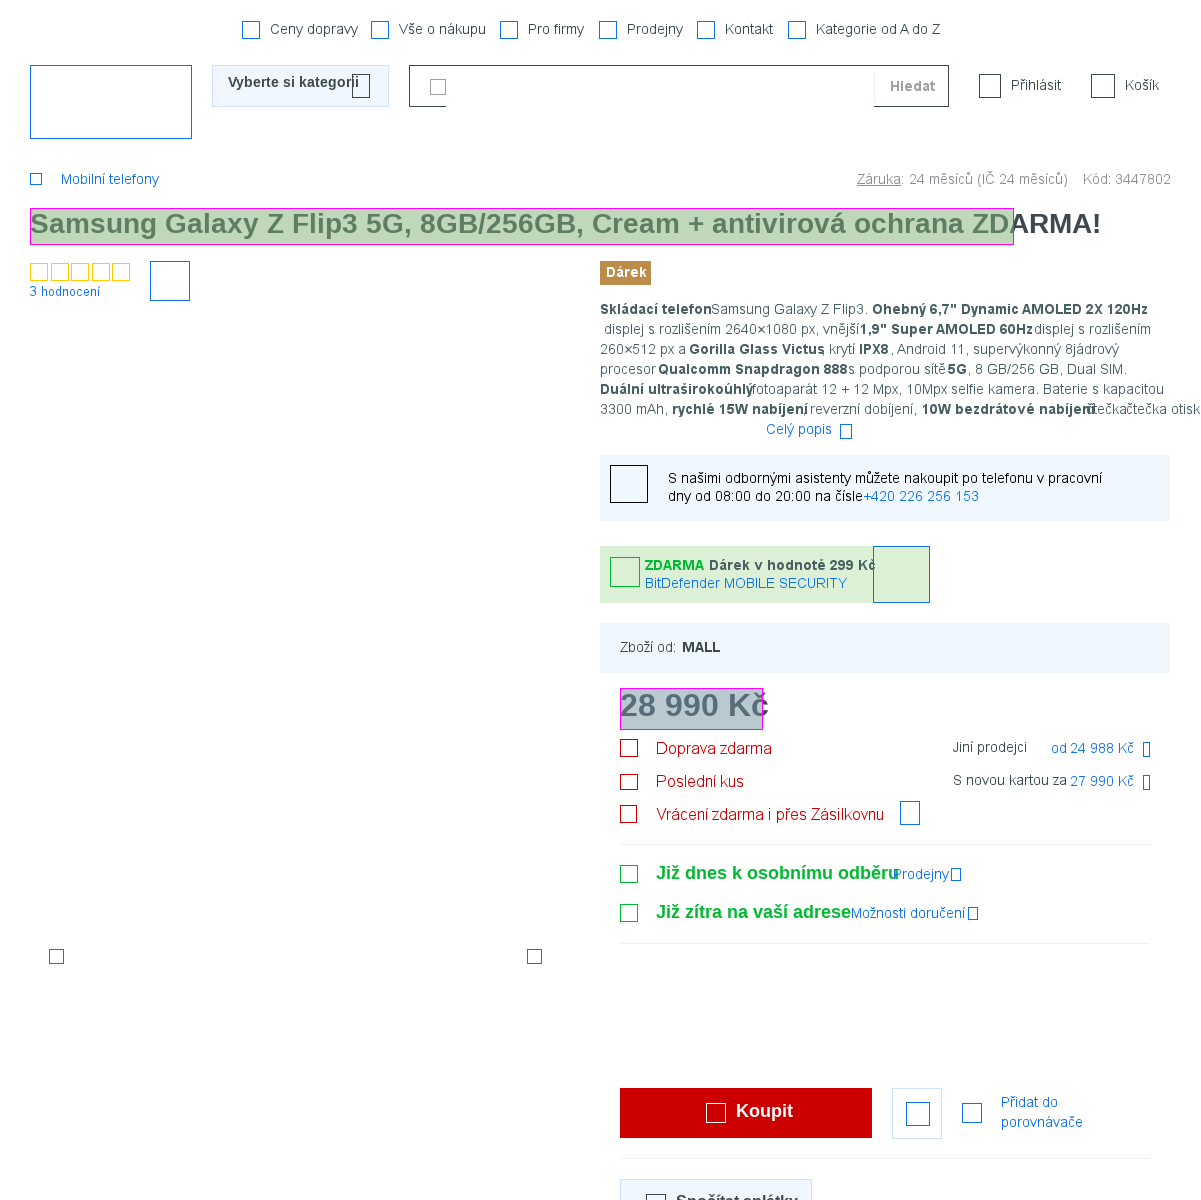 Ceny dopravy Vše o nákupu Pro firmy Prodejny Kontakt Kategorie od A do Z
Vyberte si kategorii Hledat Přihlásit Košík
Mobilní telefony Záruka: 24 měsíců (IČ 24 měsíců) Kód: 3447802
Samsung Galaxy Z Flip3 5G, 8GB/256GB, Cream + antivirová ochrana ZDARMA!
3 hodnocení
Dárek
Skládací telefon Samsung Galaxy Z Flip3. Ohebný 6,7" Dynamic AMOLED 2X 120Hz
displej s rozlišením 2640×1080 px, vnější 1,9" Super AMOLED 60Hz displej s rozlišením
260×512 px a Gorilla Glass Victus, krytí IPX8, Android 11, supervýkonný 8jádrový
procesor Qualcomm Snapdragon 888 s podporou sítě 5G, 8 GB/256 GB, Dual SIM.
Duální ultraširokoúhlý fotoaparát 12 + 12 Mpx, 10Mpx selfie kamera. Baterie s kapacitou
3300 mAh, rychlé 15W nabíjení, reverzní dobíjení, 10W bezdrátové nabíjení čtečka otisk
Celý popis
S našimi odbornými asistenty můžete nakoupit po telefonu v pracovní
dny od 08:00 do 20:00 na čísle +420 226 256 153
ZDARMA Dárek v hodnotě 299 Kč
BitDefender MOBILE SECURITY
Zboží od: MALL
28 990 Kč
Doprava zdarma Jiní prodejci od 24 988 Kč
Poslední kus S novou kartou za 27 990 Kč
Vrácení zdarma i přes Zásilkovnu
Již dnes k osobnímu odběru Prodejny
Již zítra na vaší adrese Možnosti doručení
Koupit Přidat do
porovnávače
Spočítat splátky